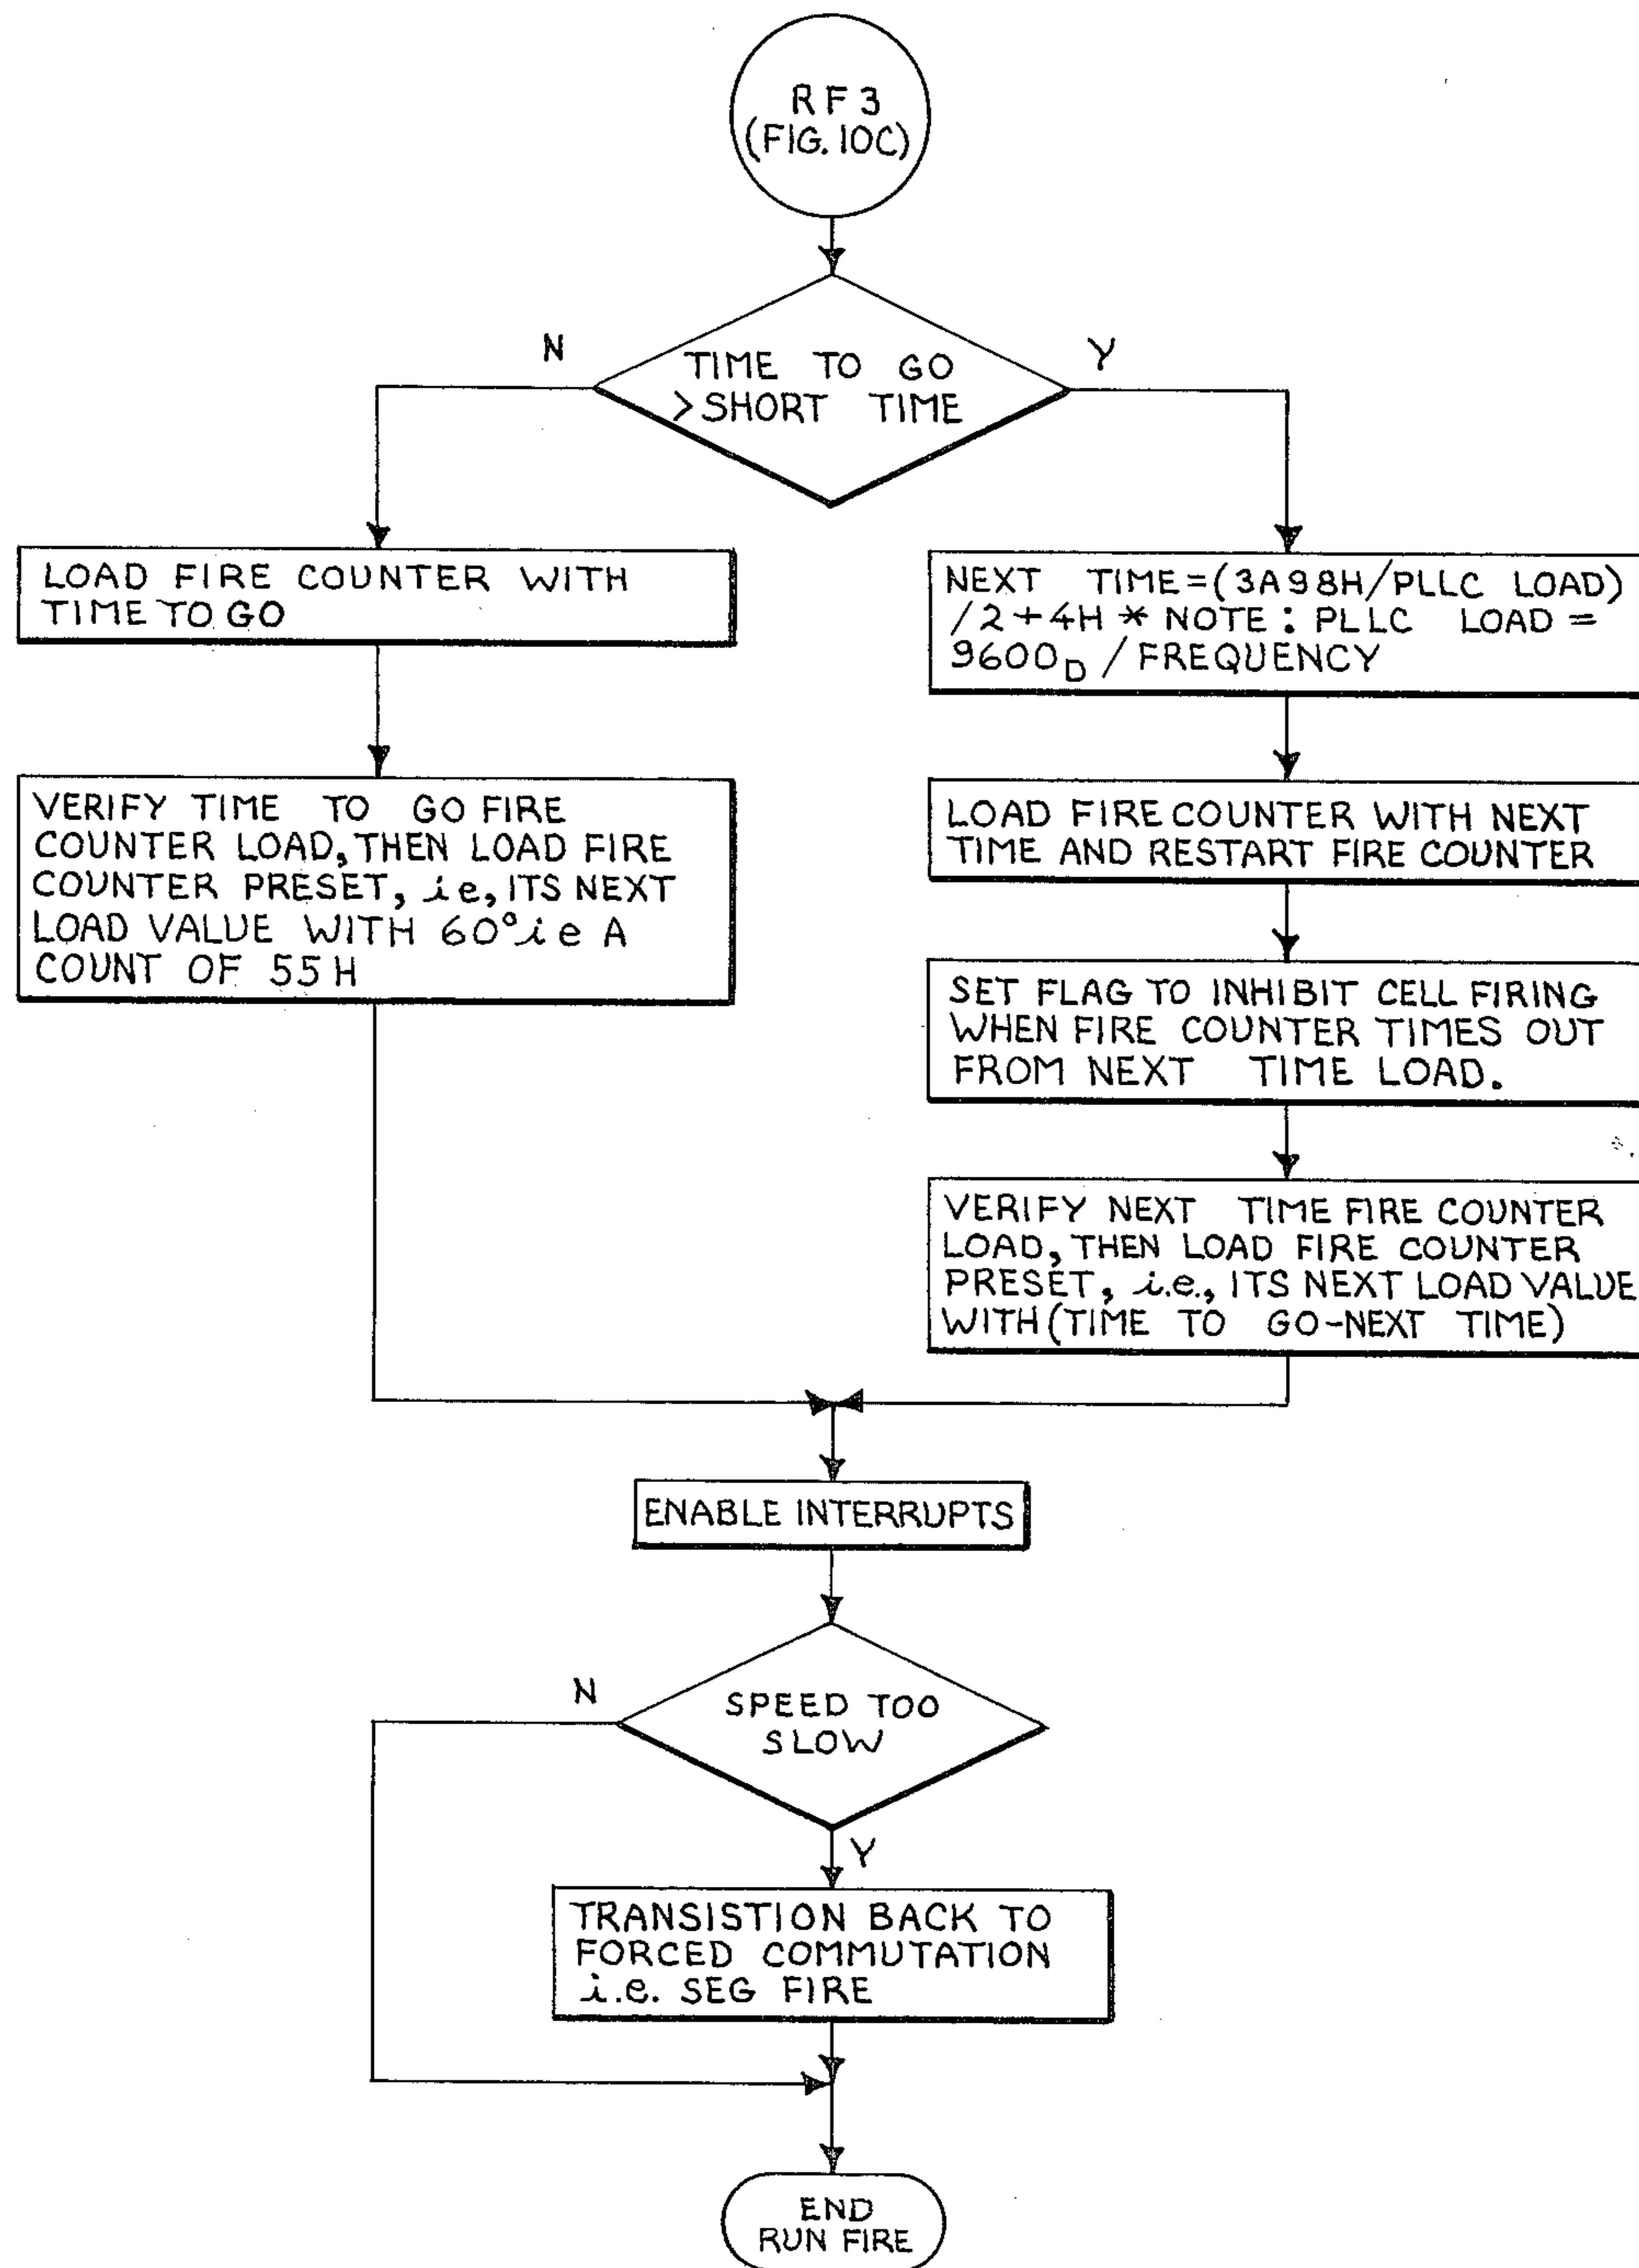 RF3
(FIG. 10C)
N
TIME TO GO
>SHORT TIME
Y
LOAD FIRE COUNTER WITH
TIME TO GO
NEXT TIME=(3A98H/PLLC LOAD)
/2+4H * NOTE: PLLC LOAD =
9600D / FREQUENCY
VERIFY TIME TO GO FIRE
COUNTER LOAD, THEN LOAD FIRE
COUNTER PRESET, ie, ITS NEXT
LOAD VALUE WITH 60° i e A
COUNT OF 55H
LOAD FIRE COUNTER WITH NEXT
TIME AND RESTART FIRE COUNTER
SET FLAG TO INHIBIT CELL FIRING
WHEN FIRE COUNTER TIMES OUT
FROM NEXT TIME LOAD.
VERIFY NEXT TIME FIRE COUNTER
LOAD, THEN LOAD FIRE COUNTER
PRESET, i.e., ITS NEXT LOAD VALUE
WITH (TIME TO GO-NEXT TIME)
ENABLE INTERRUPTS
N
SPEED TOO
SLOW
Y
TRANSISTION BACK TO
FORCED COMMUTATION
i.e. SEG FIRE
END
RUN FIRE